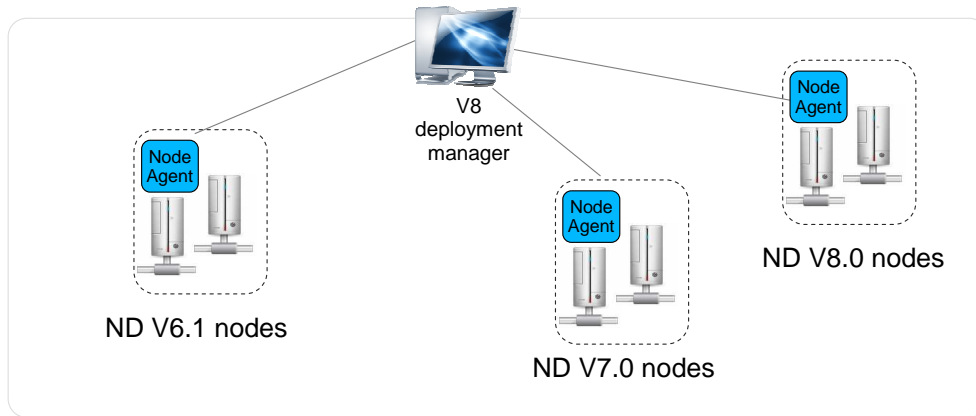 V8
deployment
manager
Node
Agent
ND V6.1 nodes
Node
Agent
ND V7.0 nodes
Node
Agent
ND V8.0 nodes